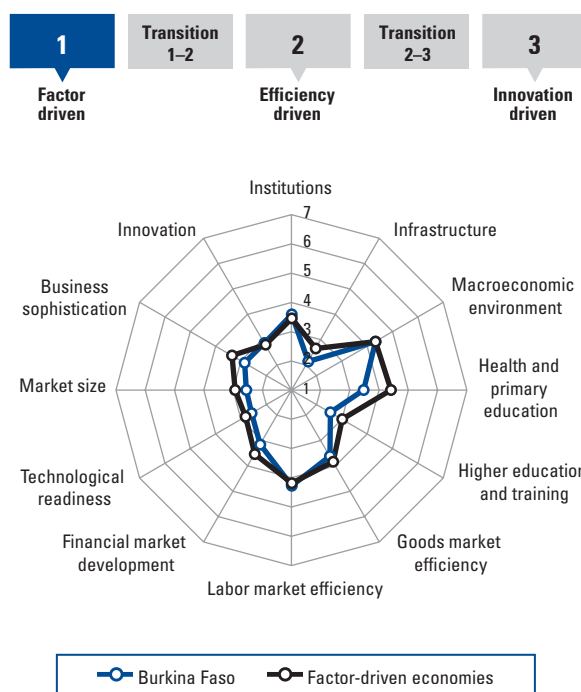 1
Transition
1–2
2
Transition
2–3
3
Factor
driven
Efficiency
driven
Innovation
driven
Institutions
7
6
5
4
3
2
1
Infrastructure
Macroeconomic
environment
Health and
primary
education
Higher education
and training
Goods market
efficiency
Labor market efficiency
Financial market
development
Technological
readiness
Market size
Business
sophistication
Innovation
Burkina Faso
Factor-driven economies